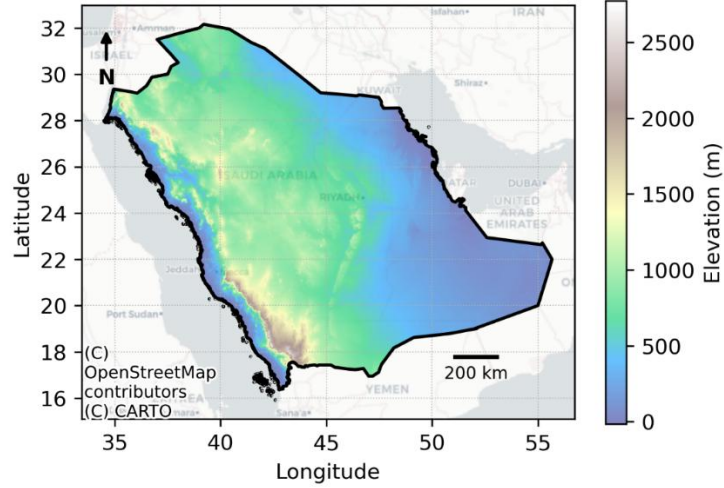 Isfahan
IRAN
Amman
ISRAEL
N
KUWAIT
Shiraz
SAUDI ARABIA
RIYADH
QATAR
DUBAI
UNITED
ARAB
EMIRATES
Jeddah
Port Sudan
200 km
(C)
OpenStreetMap
contributors
(C) CARTO
ERITREA
YEMEN
Sana'a
32
30
28
26
24
22
20
18
16
Latitude
35
40
45
50
55
Longitude
2500
2000
1500
1000
500
0
Elevation (m)